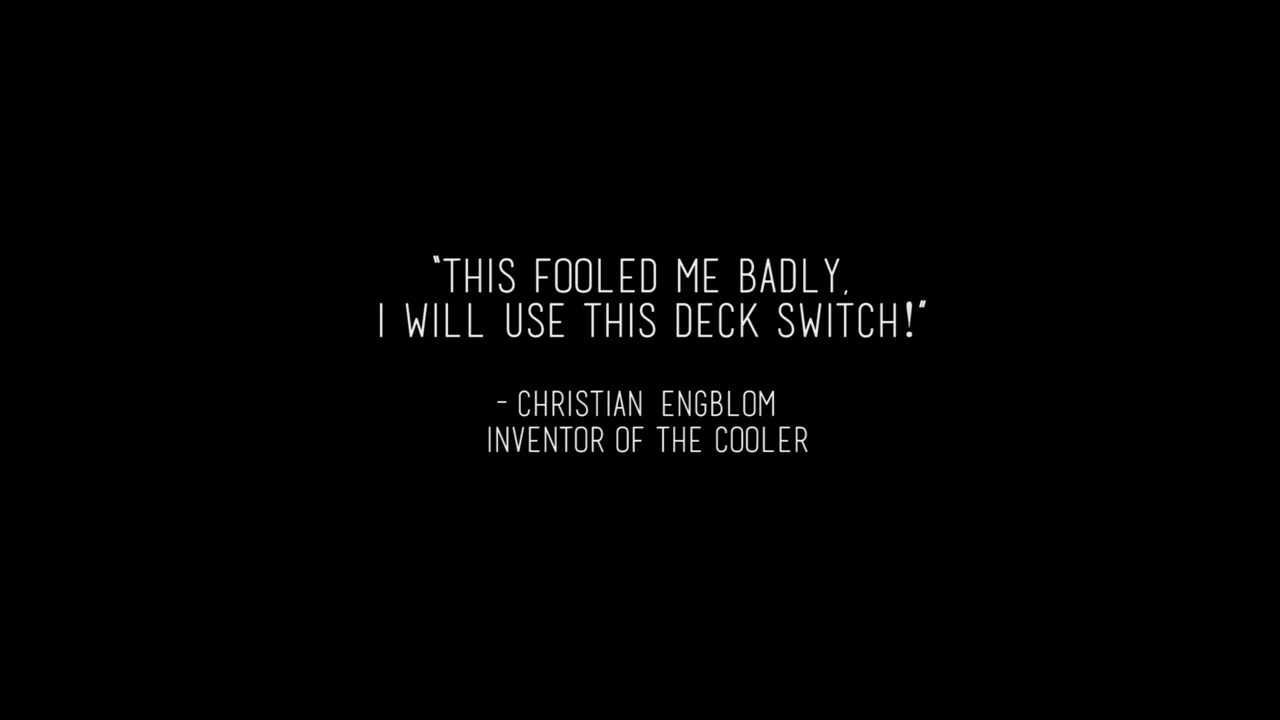 "THIS FOOLED ME BADLY,
I WILL USE THIS DECK SWITCH!"
- CHRISTIAN ENGBLOM
INVENTOR OF THE COOLER